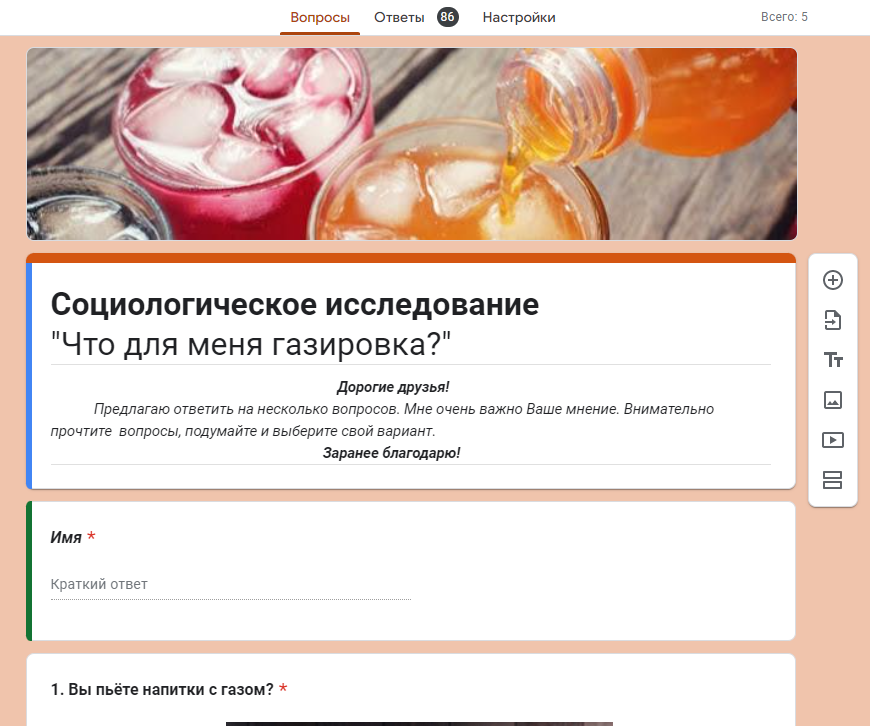 Вопросы Ответы 86 Настройки Всего: 5
Социологическое исследование
"Что для меня газировка?"
Дорогие друзья!
Предлагаю ответить на несколько вопросов. Мне очень важно Ваше мнение. Внимательно
прочтите  вопросы, подумайте и выберите свой вариант.
Заранее благодарю!
Имя *
Краткий ответ
1. Вы пьёте напитки с газом? *